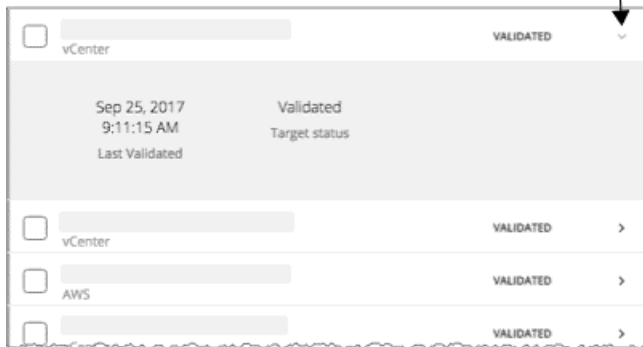 VALIDATED
vCenter
Sep 25, 2017
9:11:15 AM
Last Validated
Validated
Target status
VALIDATED
vCenter
VALIDATED
AWS
VALIDATED